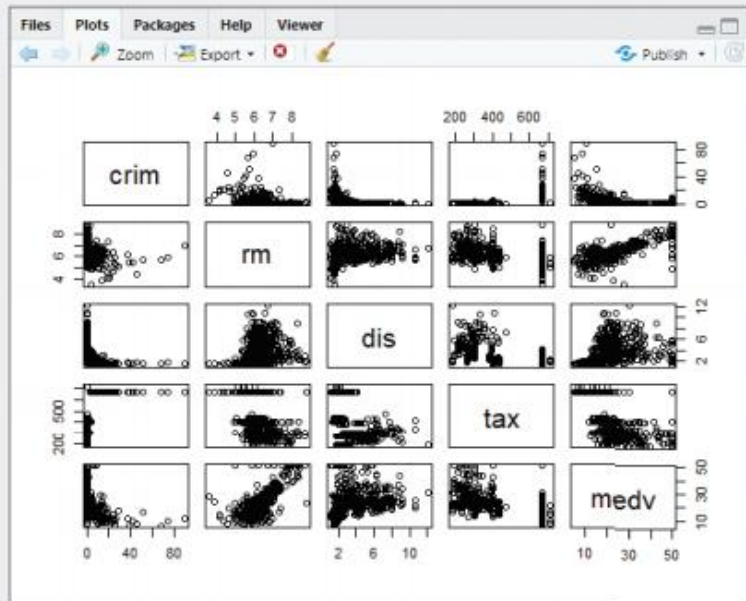 Files Plots Packages Help Viewer
Zoom Export Publish
4 5 6 7 8 200 400 600
crim 0 40 80
4 6 8 rm
dis 2 6 12
200 500 tax
medv 10 30 50
0 40 80 2 6 10 10 30 50